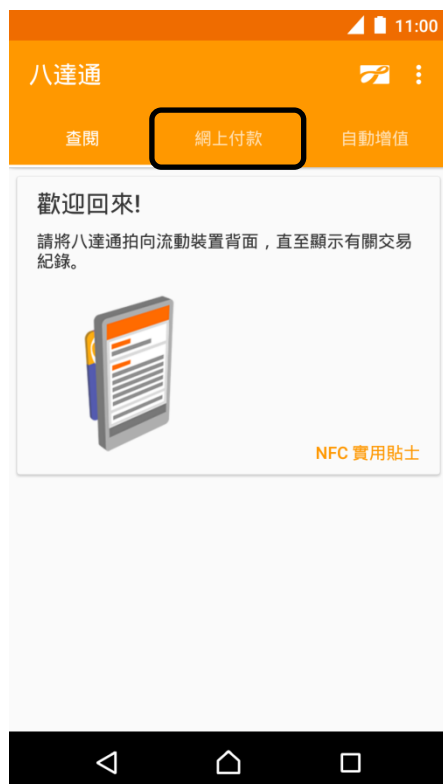 11:00
八達通
查閱
網上付款
自動增值
歡迎回來!
請將八達通拍向流動裝置背面，直至顯示有關交易
紀錄。
NFC 實用貼士